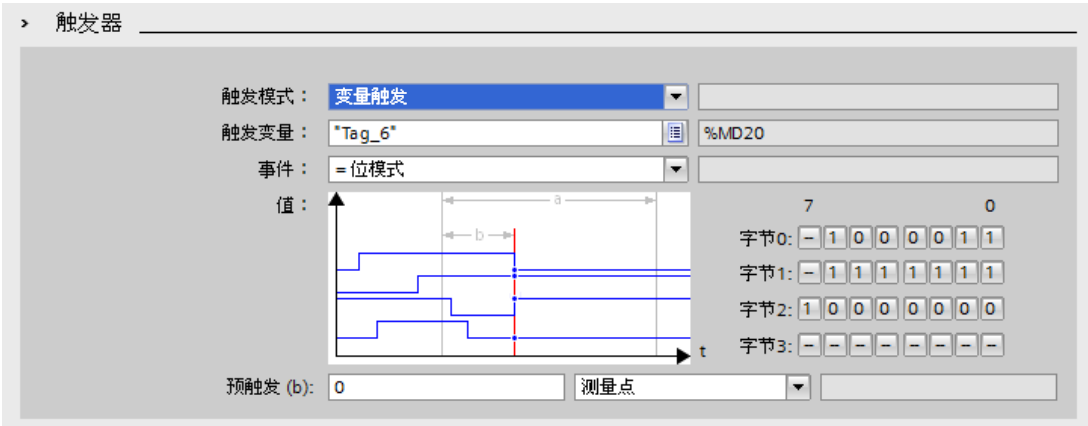 触发器
触发模式： 变量触发
触发变量： "Tag_6" %MD20
事件： =位模式
值： a 7 0
b 字节0: - 1 0 0 0 0 1 1
字节1: - 1 1 1 1 1 1 1
字节2: 1 0 0 0 0 0 0 0
t 字节3: - - - - - - - -
预触发 (b): 0 测量点